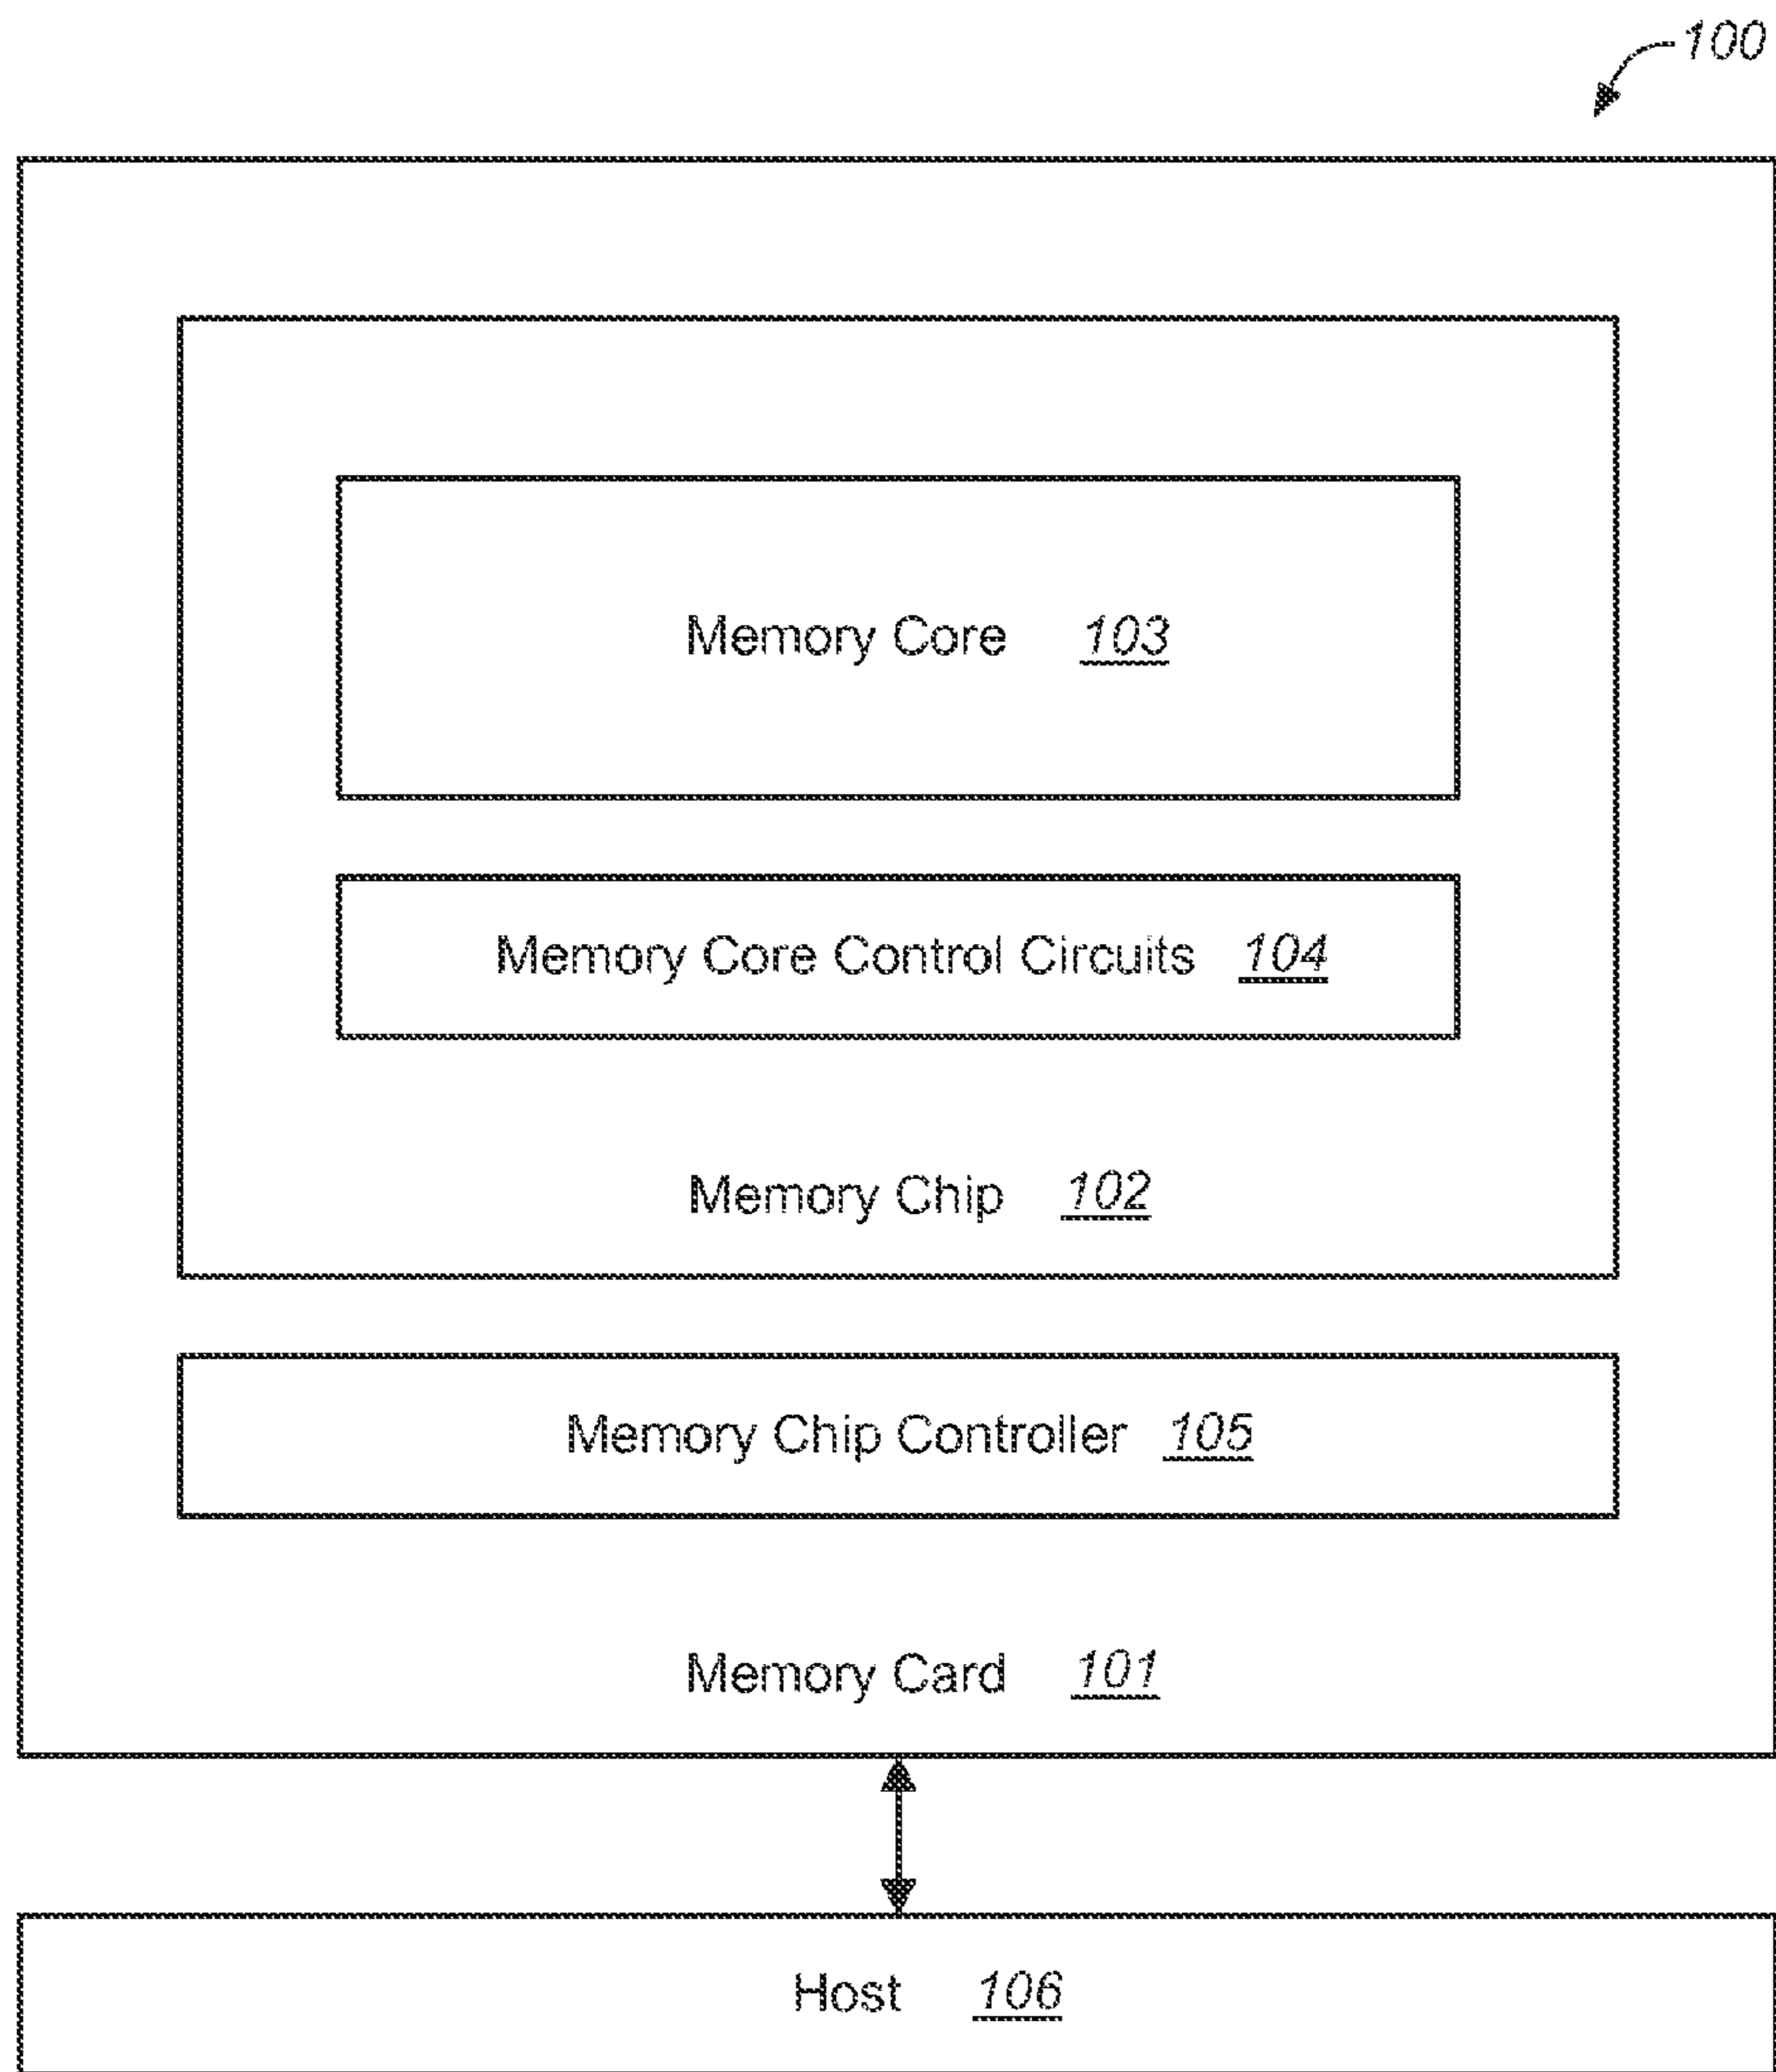 100
Memory Core 103
Memory Core Control Circuits 104
Memory Chip 102
Memory Chip Controller 105
Memory Card 101
Host 106